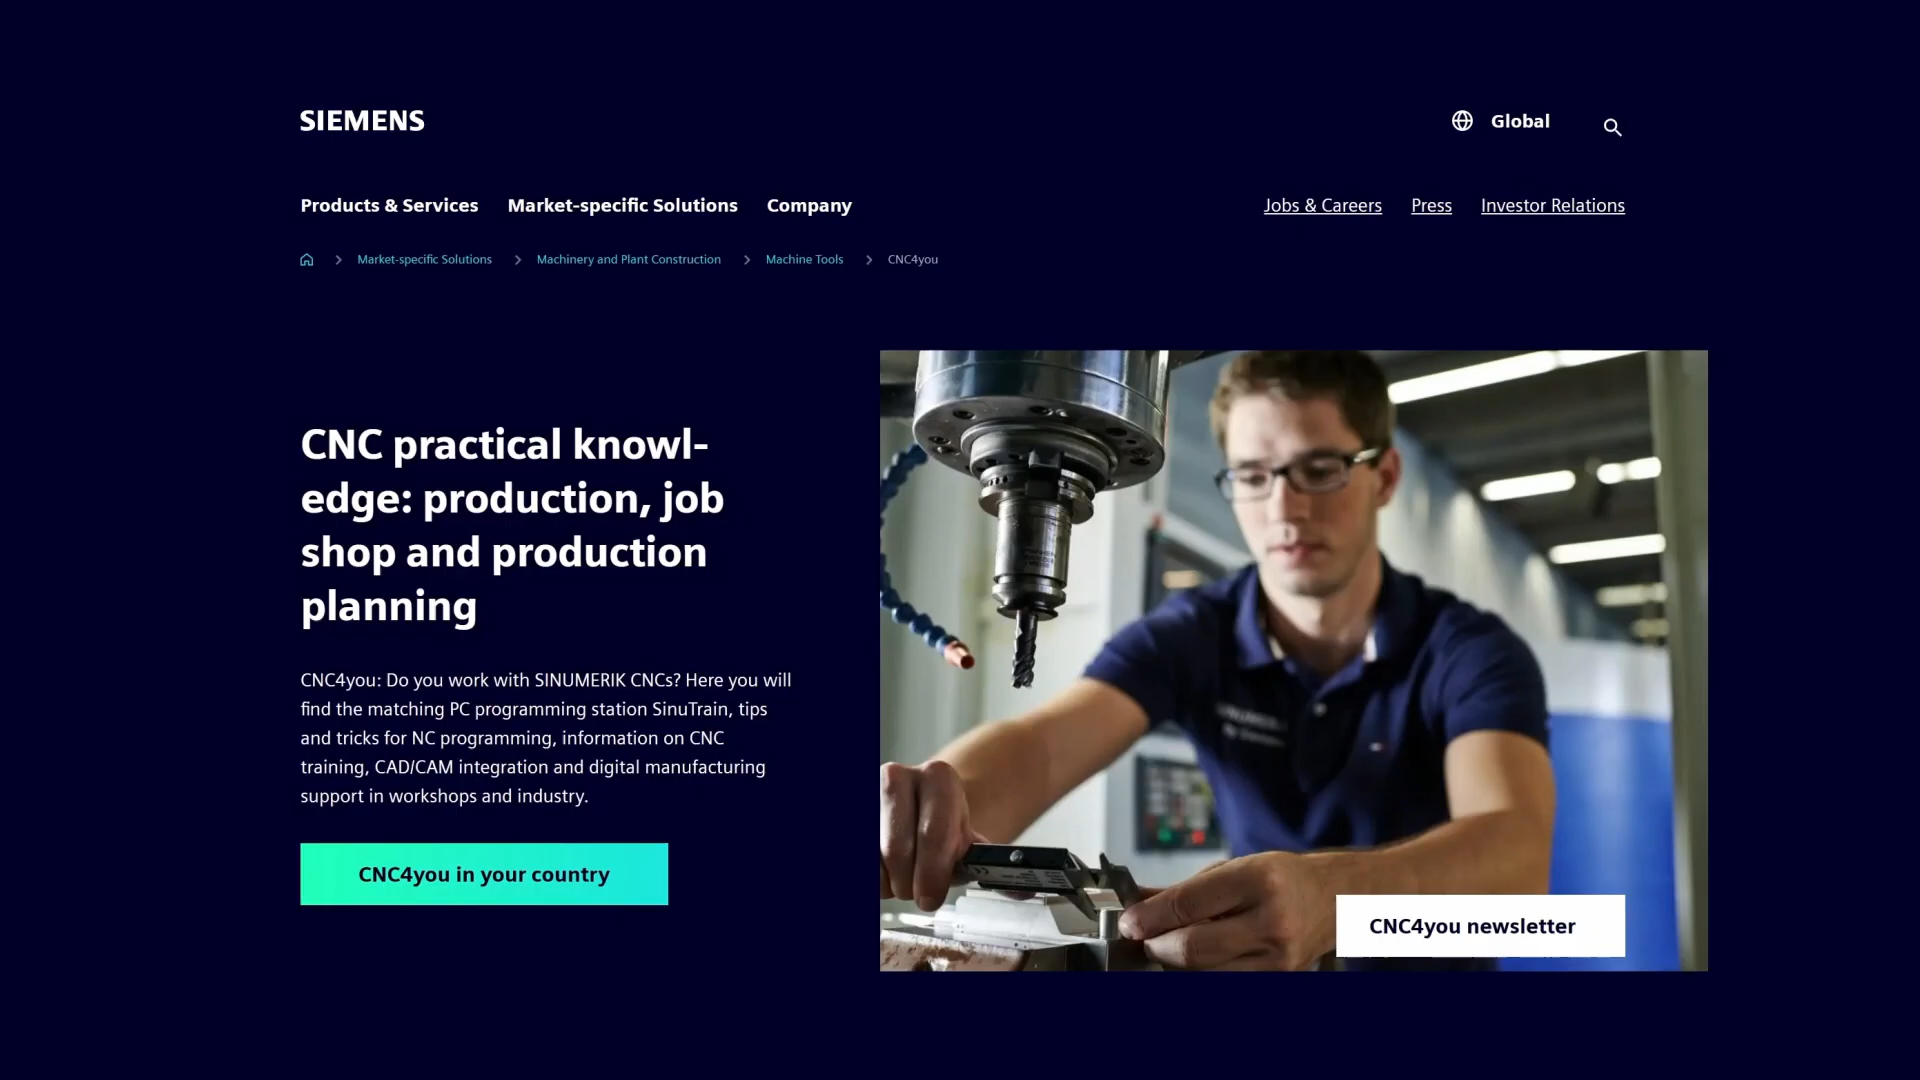 SIEMENS
Global
Products & Services Market-specific Solutions Company
Jobs & Careers Press Investor Relations
Market-specific Solutions Machinery and Plant Construction Machine Tools CNC4you
CNC practical knowl-
edge: production, job
shop and production
planning
CNC4you: Do you work with SINUMERIK CNCs? Here you will
find the matching PC programming station SinuTrain, tips
and tricks for NC programming, information on CNC
training, CAD/CAM integration and digital manufacturing
support in workshops and industry.
CNC4you in your country
CNC4you newsletter